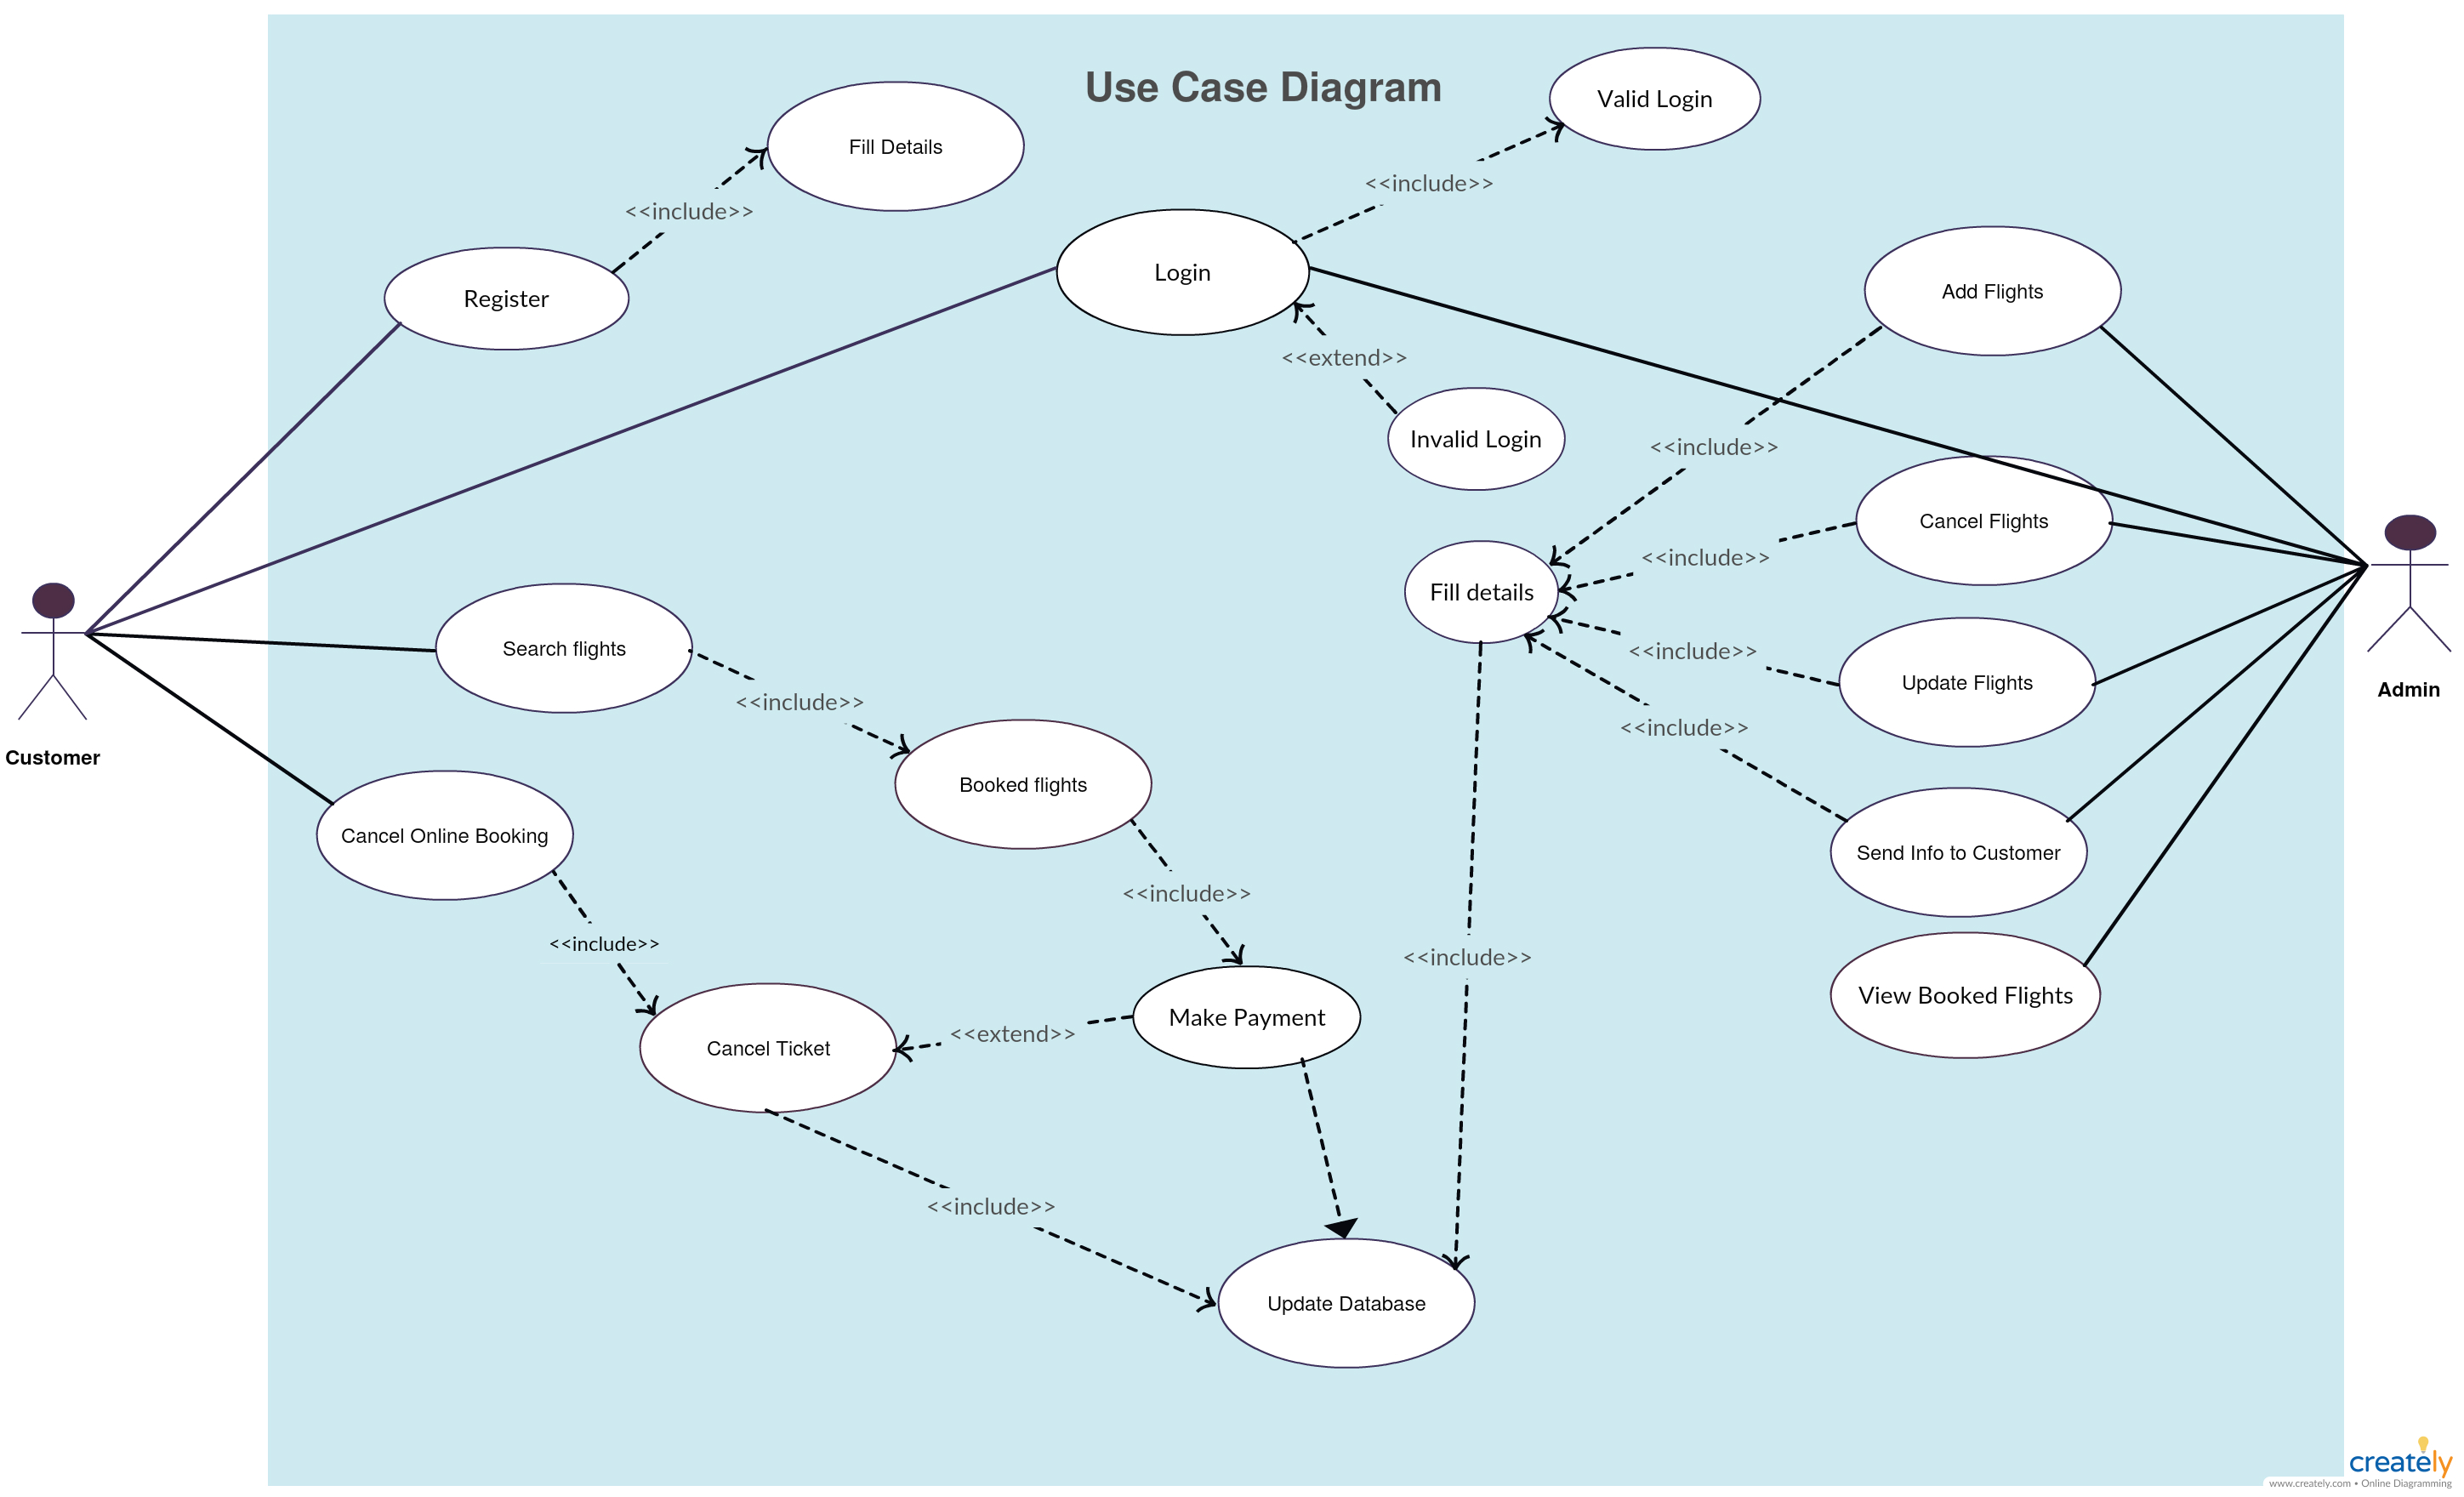 Use Case Diagram
Valid Login
Fill Details
<<include>>
<<include>>
Login
Add Flights
Register
<<extend>>
Invalid Login
<<include>>
Cancel Flights
<<include>>
Fill details
Search flights
<<include>>
Update Flights
Admin
<<include>>
<<include>>
Customer
Booked flights
Cancel Online Booking
Send Info to Customer
<<include>>
<<include>>
<<include>>
View Booked Flights
Make Payment
<<extend>>
Cancel Ticket
<<include>>
Update Database
creately
www.creately.com • Online Diagramming